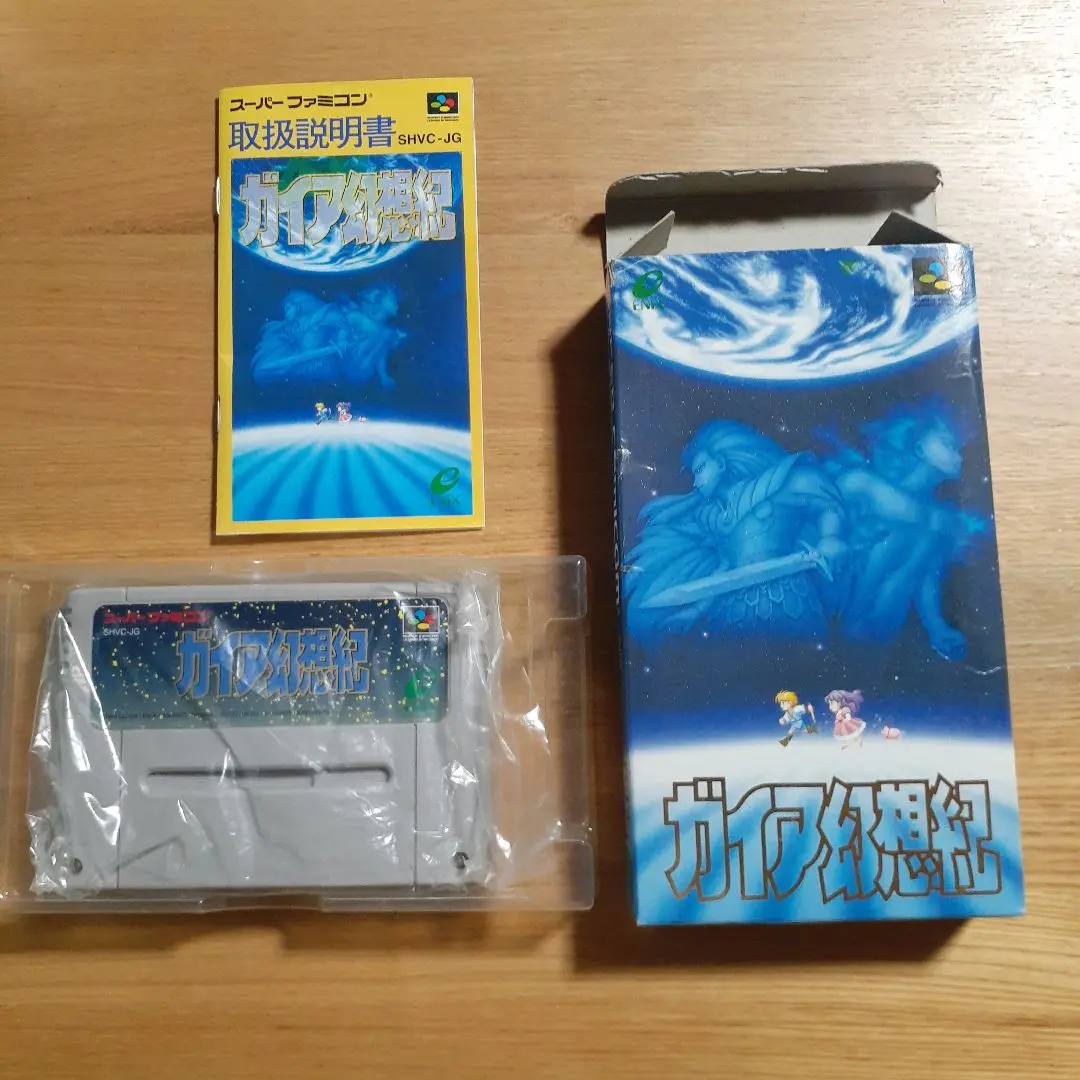 スーパーファミコン®
取扱説明書 SHVC-JG
ガイア幻想紀
ENIX
スーパーファミコン
SHVC-JG
ガイア幻想紀
ENIX
ガイア幻想紀